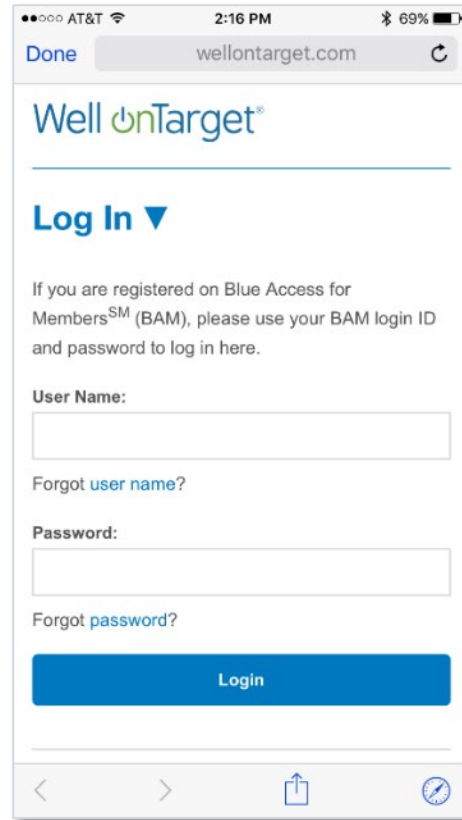 AT&T 2:16 PM 69%
Done wellontarget.com
Well onTarget®
Log In ▼
If you are registered on Blue Access for
Members℠ (BAM), please use your BAM login ID
and password to log in here.
User Name:
Forgot user name?
Password:
Forgot password?
Login